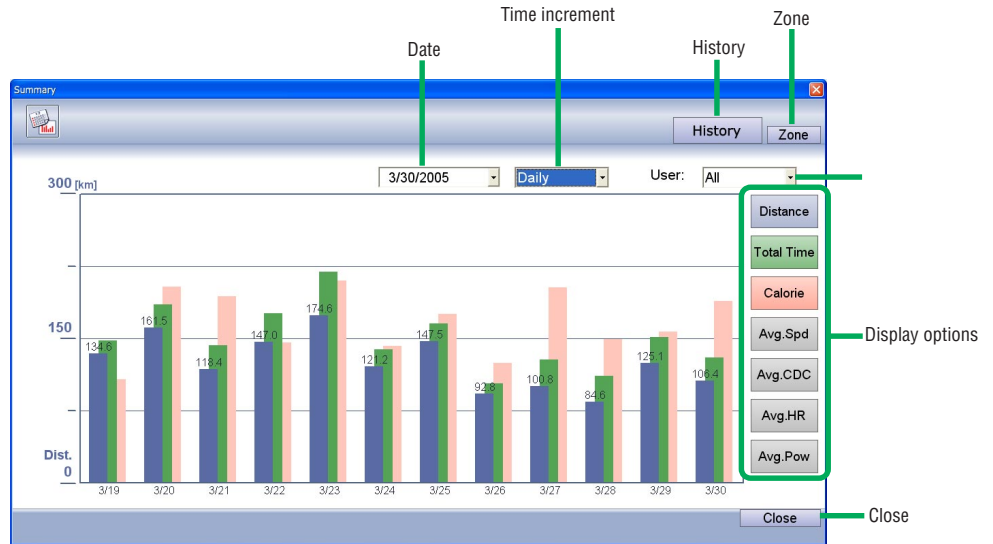 Time increment
Zone
Date
History
Summary
History
Zone
3/30/2005
Daily
User:
All
300 [km]
Distance
Total Time
Calorie
174.6
161.5
150
147.0
147.5
Avg.Spd
Display options
134.6
118.4
121.2
125.1
Avg.CDC
106.4
100.8
92.8
84.6
Avg.HR
Dist.
Avg.Pow
0
3/19 3/20 3/21 3/22 3/23 3/24 3/25 3/26 3/27 3/28 3/29 3/30
Close
Close